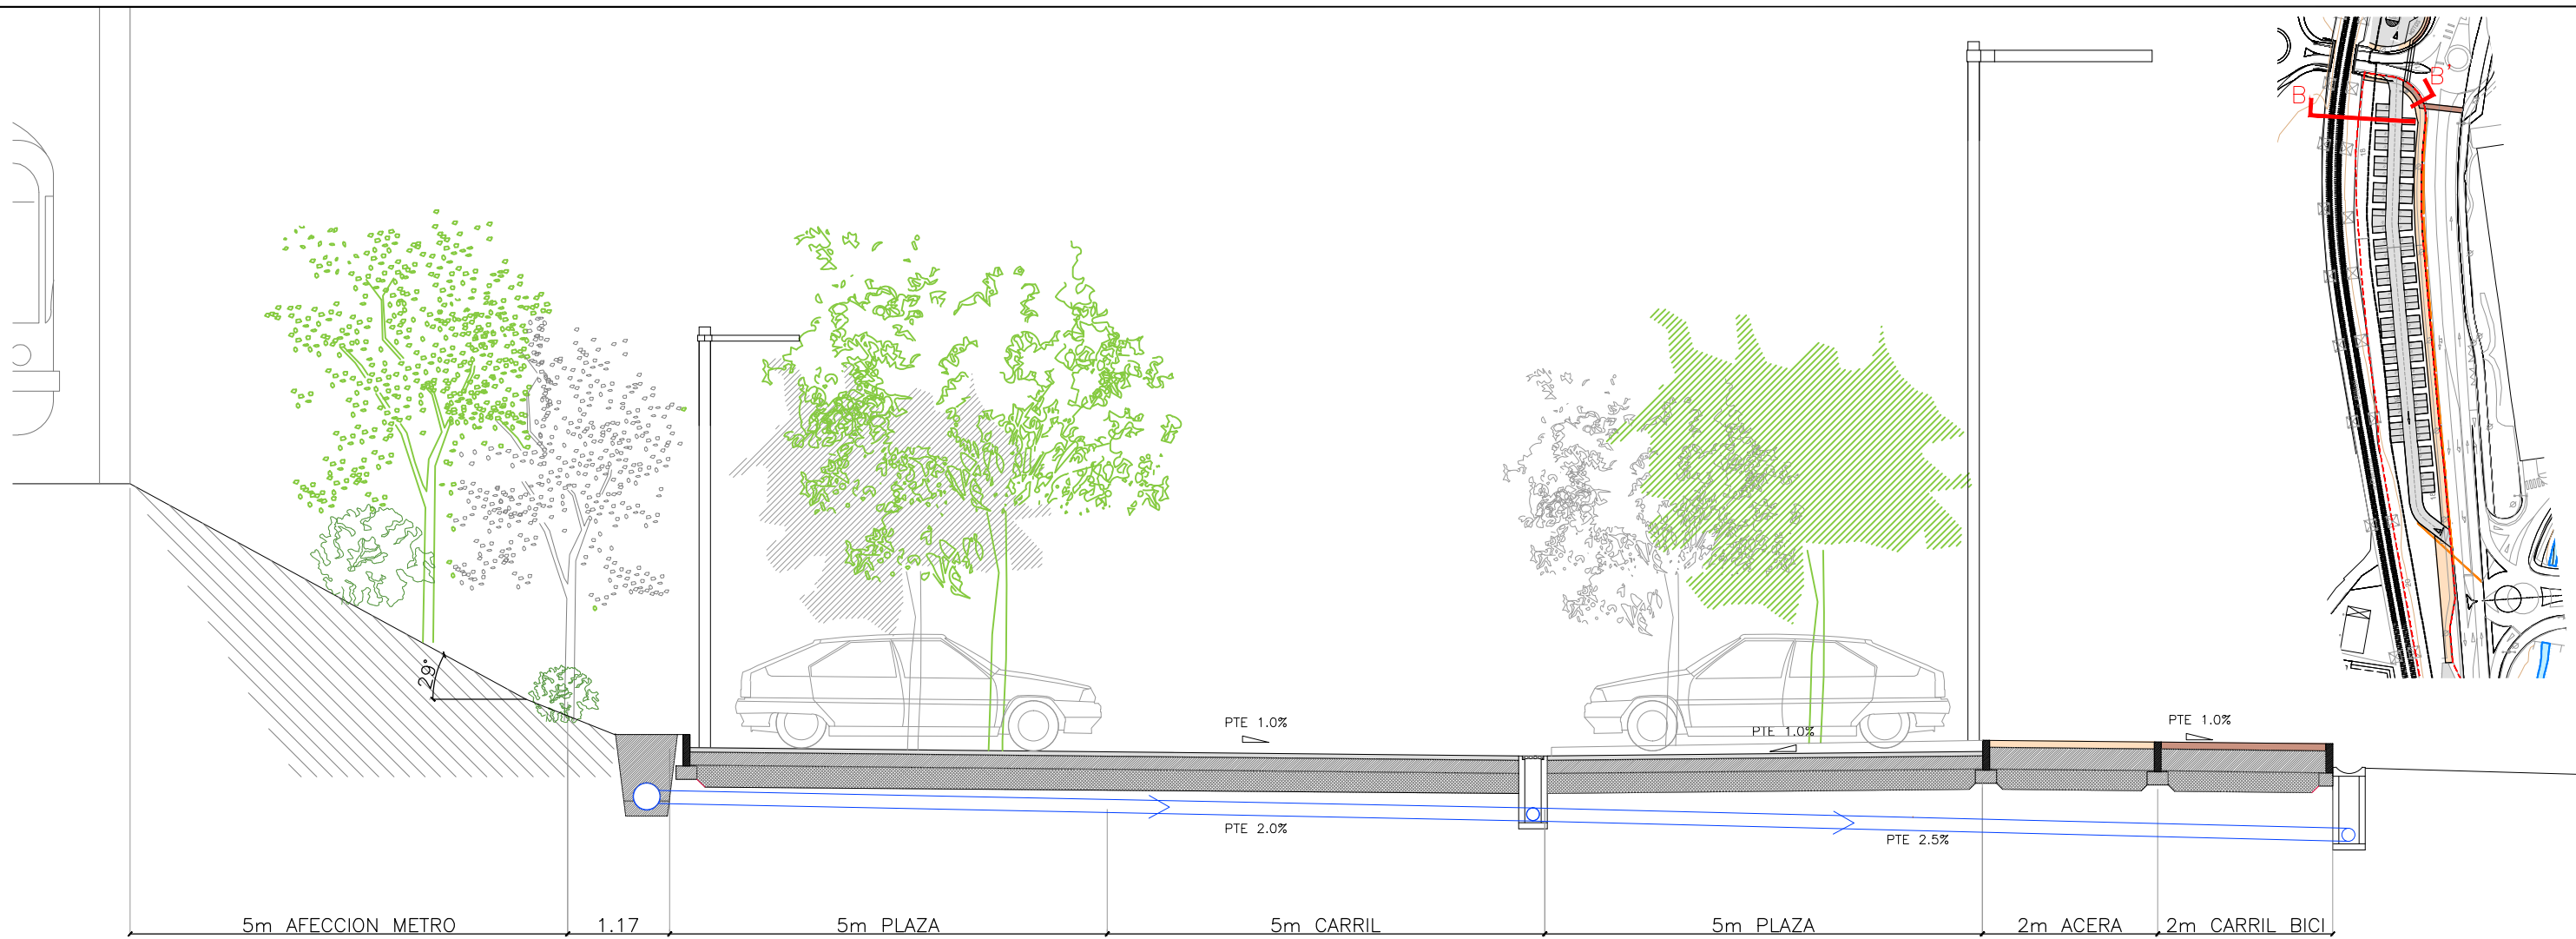 B
B'
29°
PTE 1.0%
PTE 1.0%
PTE 1.0%
PTE 2.0%
PTE 2.5%
5m AFECCION METRO
1.17
5m PLAZA
5m CARRIL
5m PLAZA
2m ACERA
2m CARRIL BICI